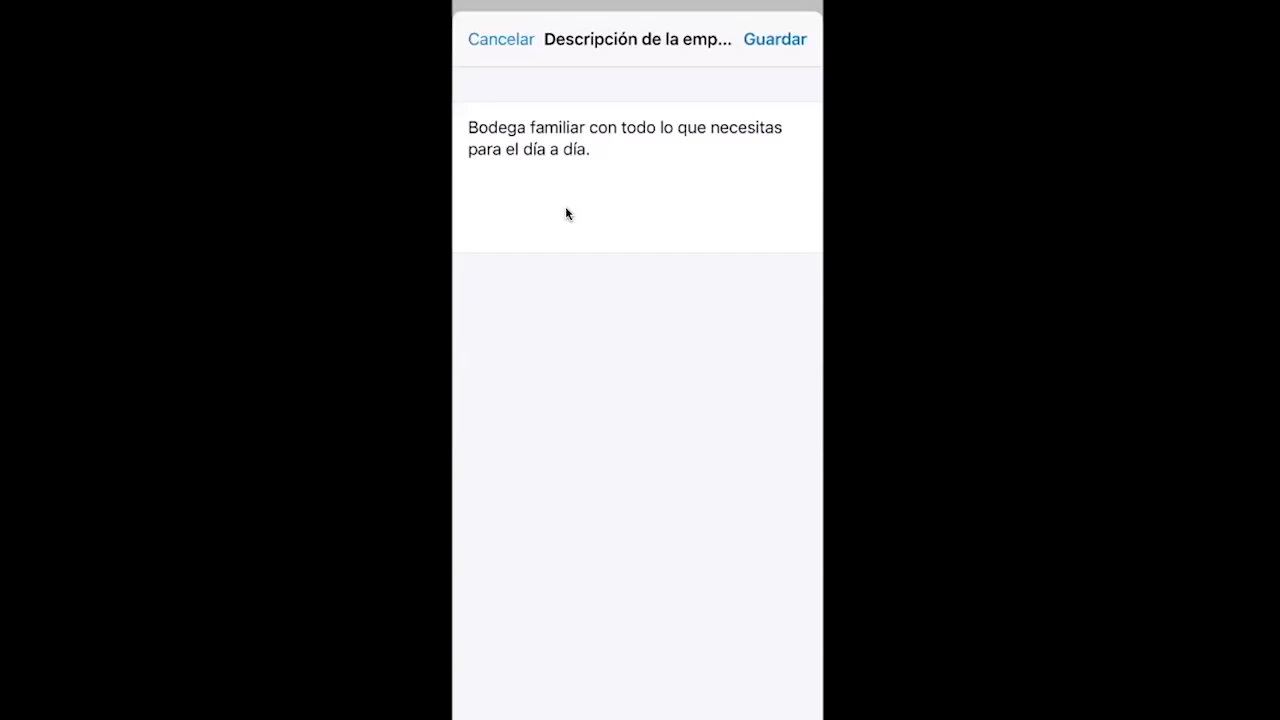 Cancelar Descripción de la emp... Guardar
Bodega familiar con todo lo que necesitas
para el día a día.